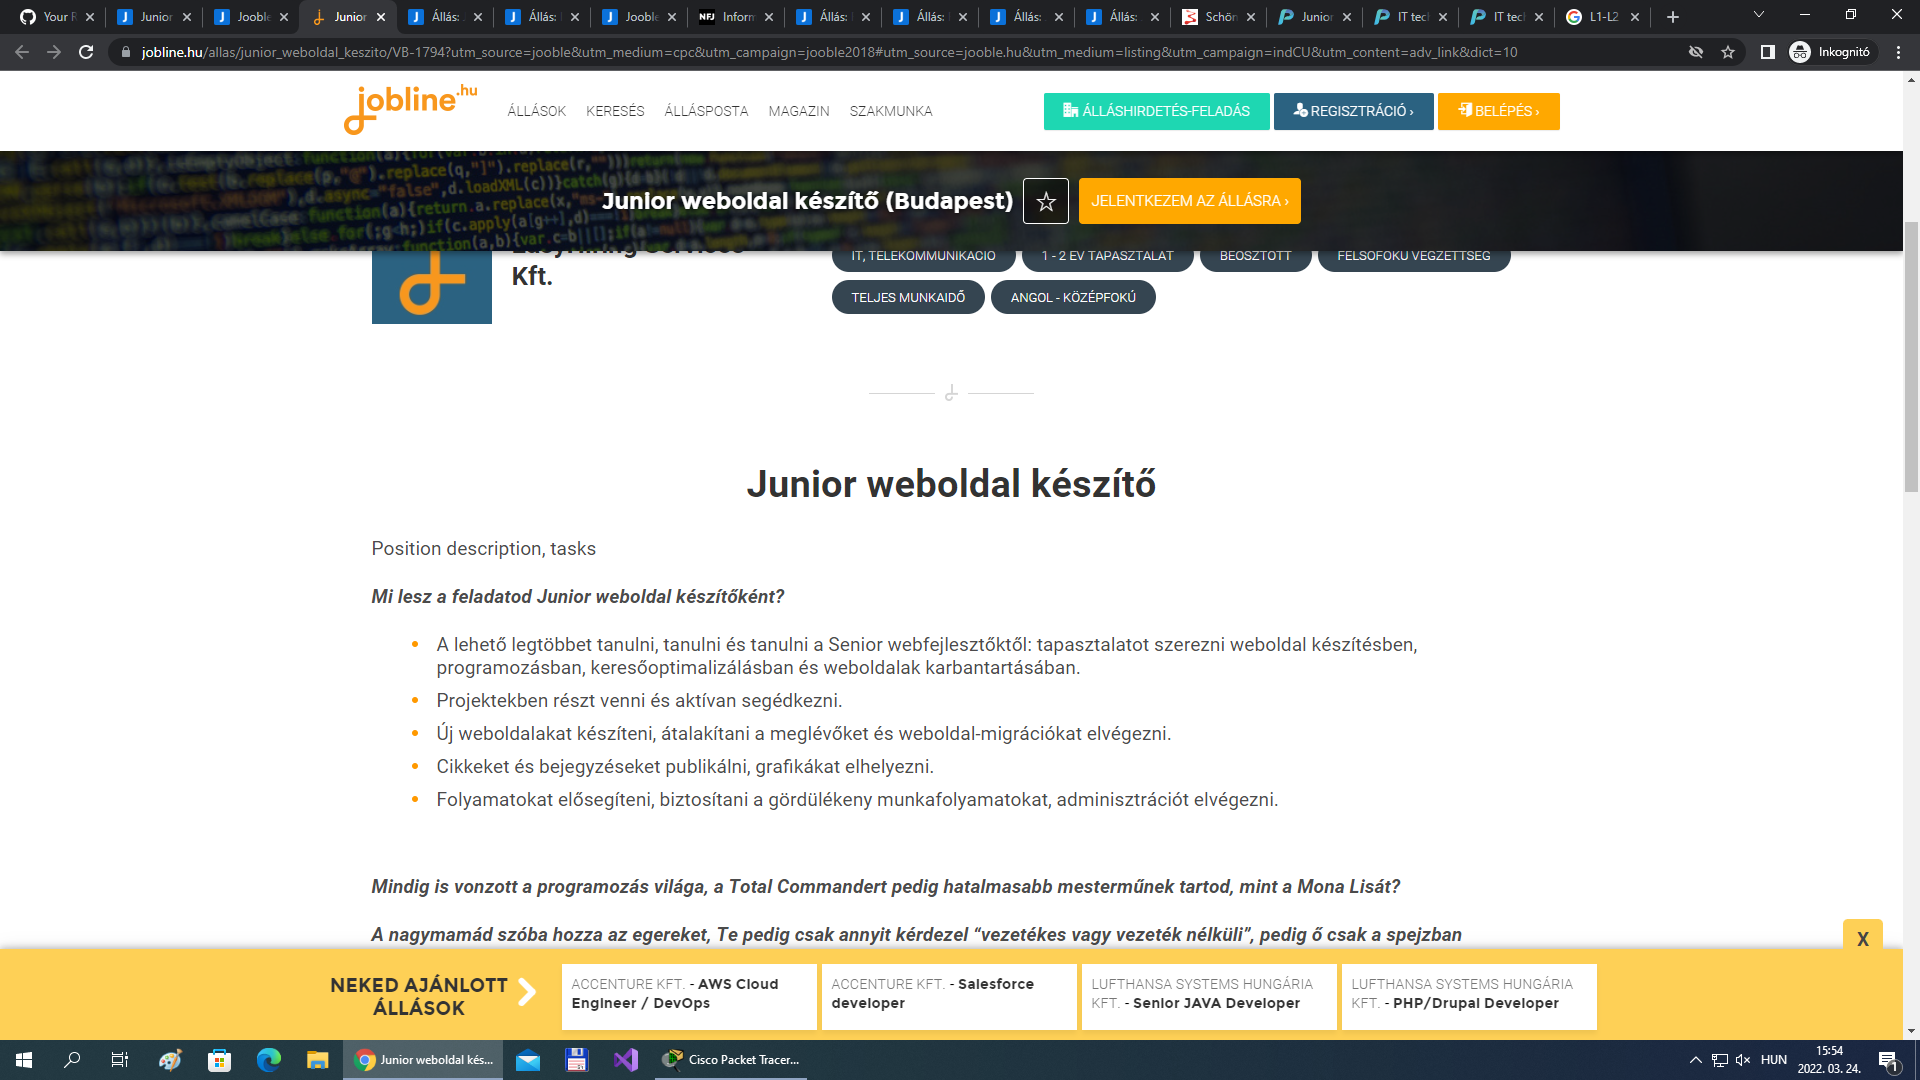 Your R
Junior
Jooble
Junior
Állás:
Állás:
Jooble
Inform
Állás:
Állás:
Állás:
Állás:
Schön
Junior
IT tec
IT tec
L1-L2
jobline.hu/allas/junior_weboldal_keszito/VB-1794?utm_source=jooble&utm_medium=cpc&utm_campaign=jooble2018#utm_source=jooble.hu&utm_medium=listing&utm_campaign=indCU&utm_content=adv_link&dict=10
Inkognitó
jobline.hu
ÁLLÁSOK KERESÉS ÁLLÁSPOSTA MAGAZIN SZAKMUNKA
ÁLLÁSHIRDETÉS-FELADÁS
REGISZTRÁCIÓ ›
BELÉPÉS ›
Junior weboldal készítő (Budapest)
JELENTKEZEM AZ ÁLLÁSRA ›
EasyHiring Services
Kft.
IT, TELEKOMMUNIKÁCIÓ
1 - 2 ÉV TAPASZTALAT
BEOSZTOTT
FELSŐFOKÚ VÉGZETTSÉG
TELJES MUNKAIDŐ
ANGOL - KÖZÉPFOKÚ
Junior weboldal készítő
Position description, tasks
Mi lesz a feladatod Junior weboldal készítőként?
A lehető legtöbbet tanulni, tanulni és tanulni a Senior webfejlesztőktől: tapasztalatot szerezni weboldal készítésben,
programozásban, keresőoptimalizálásban és weboldalak karbantartásában.
Projektekben részt venni és aktívan segédkezni.
Új weboldalakat készíteni, átalakítani a meglévőket és weboldal-migrációkat elvégezni.
Cikkeket és bejegyzéseket publikálni, grafikákat elhelyezni.
Folyamatokat elősegíteni, biztosítani a gördülékeny munkafolyamatokat, adminisztrációt elvégezni.
Mindig is vonzott a programozás világa, a Total Commandert pedig hatalmasabb mesterműnek tartod, mint a Mona Lisát?
A nagymamád szóba hozza az egereket, Te pedig csak annyit kérdezel “vezetékes vagy vezeték nélküli”, pedig ő csak a spejzban
X
NEKED AJÁNLOTT
ÁLLÁSOK
ACCENTURE KFT. - AWS Cloud
Engineer / DevOps
ACCENTURE KFT. - Salesforce
developer
LUFTHANSA SYSTEMS HUNGÁRIA
KFT. - Senior JAVA Developer
LUFTHANSA SYSTEMS HUNGÁRIA
KFT. - PHP/Drupal Developer
Junior weboldal kés...
Cisco Packet Tracer...
HUN
15:54
2022. 03. 24.
1